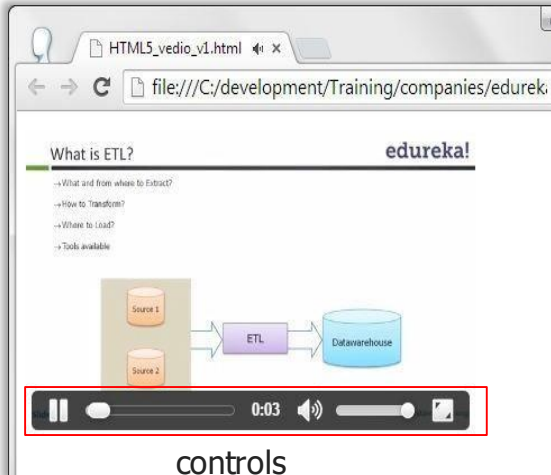 HTML5_vedio_v1.html
file:///C:/development/Training/companies/edurek
What is ETL?
edureka!
→What and from where to Extract?
→How to Transform?
→Where to Load?
→Tools available
Source 1
ETL
Datawarehouse
Source 2
0:03
controls